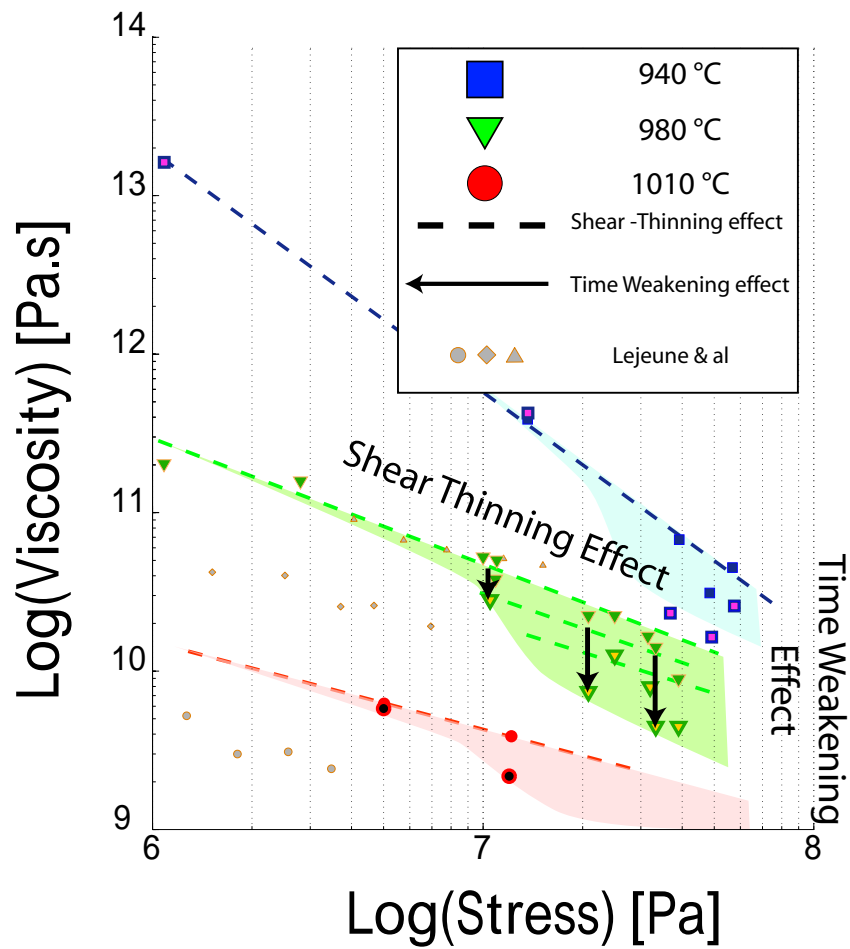 14
13
12
11
10
9
6
7
8
Log(Viscosity) [Pa.s]
Log(Stress) [Pa]
940 °C
980 °C
1010 °C
Shear -Thinning effect
Time Weakening effect
Lejeune & al
Shear Thinning Effect
Time Weakening
Effect